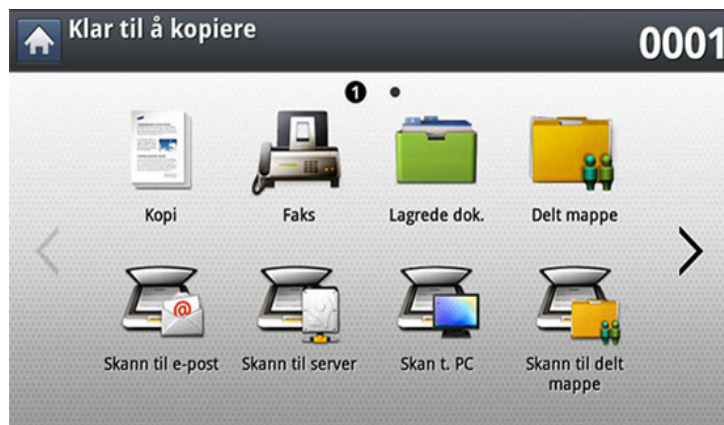 Klar til å kopiere
0001
1
Kopi
Faks
Lagrede dok.
Delt mappe
Skann til e-post
Skann til server
Skan t. PC
Skann til delt
mappe